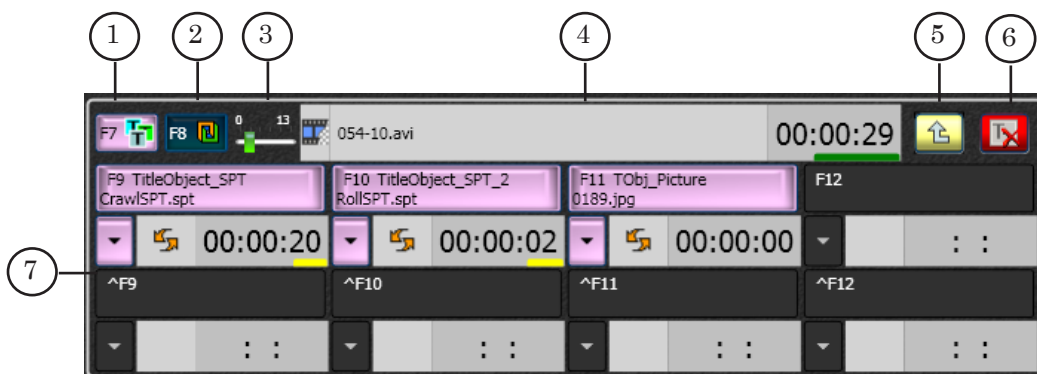 1 2 3 4 5 6
F7 F8 0 13 054-10.avi 00:00:29
F9 TitleObject_SPT F10 TitleObject_SPT_2 F11 TObj_Picture F12
CrawlSPT.spt RollSPT.spt 0189.jpg
00:00:20 00:00:02 00:00:00 : :
7
^F9 ^F10 ^F11 ^F12
: : : : : : : :